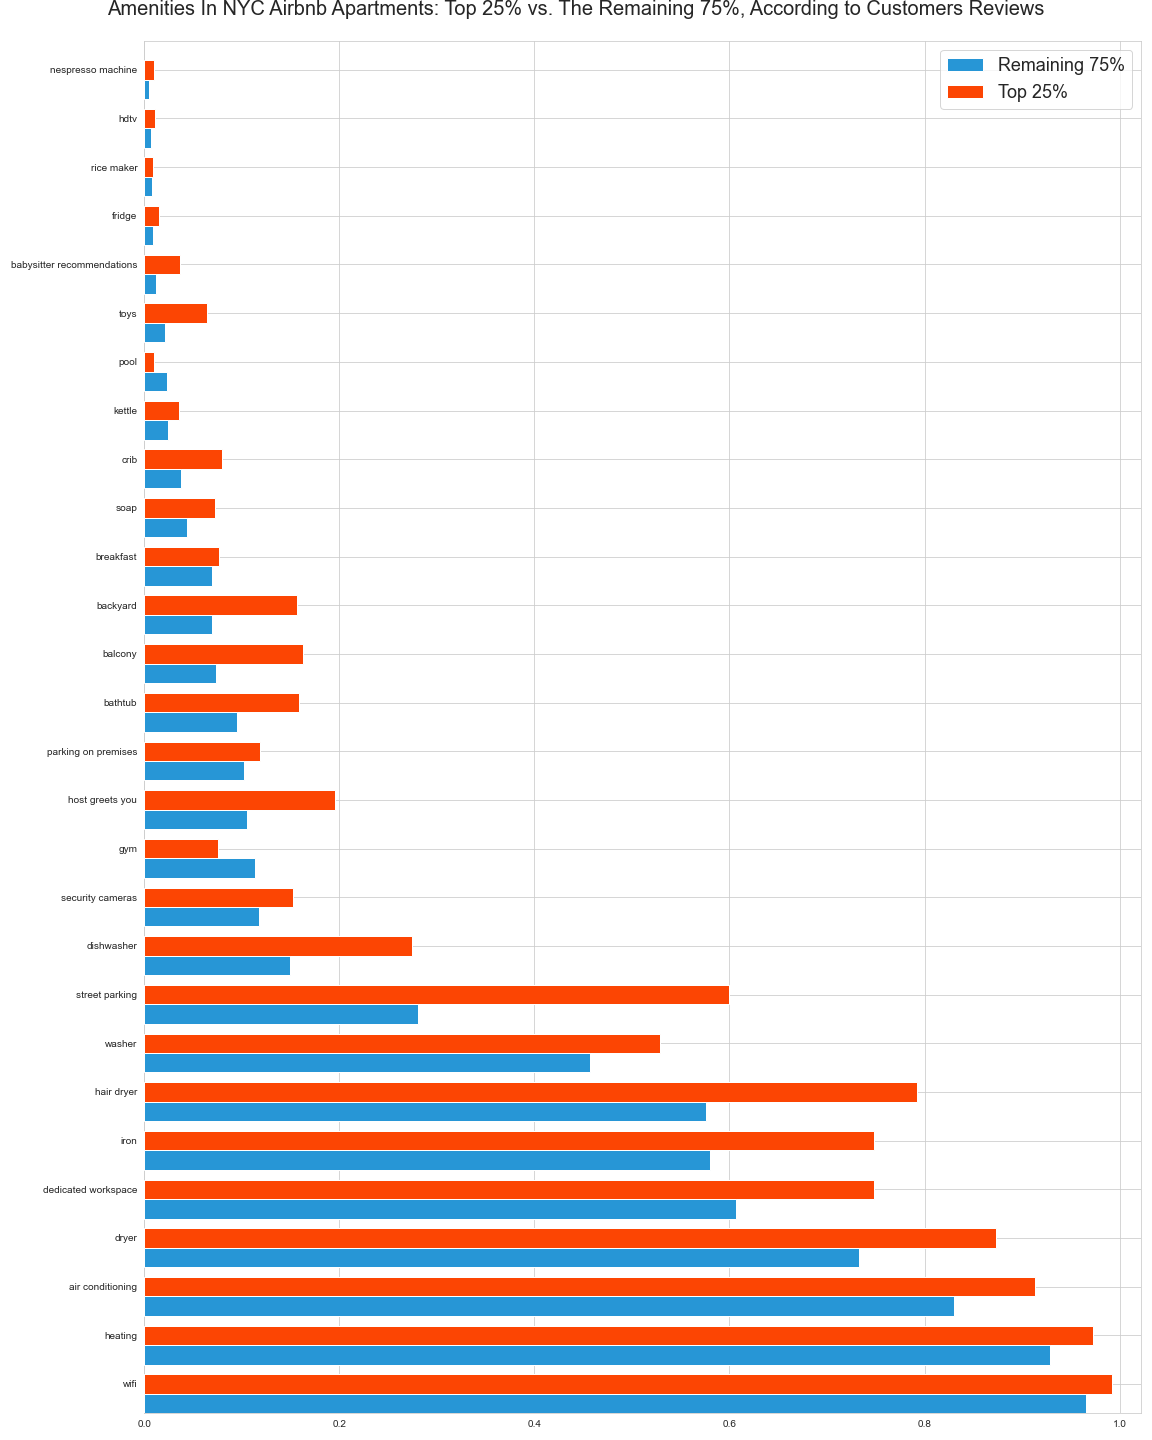 Amenities In NYC Airbnb Apartments: Top 25% vs. The Remaining 75%, According to Customers Reviews
Remaining 75%
Top 25%
nespresso machine
hdtv
rice maker
fridge
babysitter recommendations
toys
pool
kettle
crib
soap
breakfast
backyard
balcony
bathtub
parking on premises
host greets you
gym
security cameras
dishwasher
street parking
washer
hair dryer
iron
dedicated workspace
dryer
air conditioning
heating
wifi
0.0 0.2 0.4 0.6 0.8 1.0